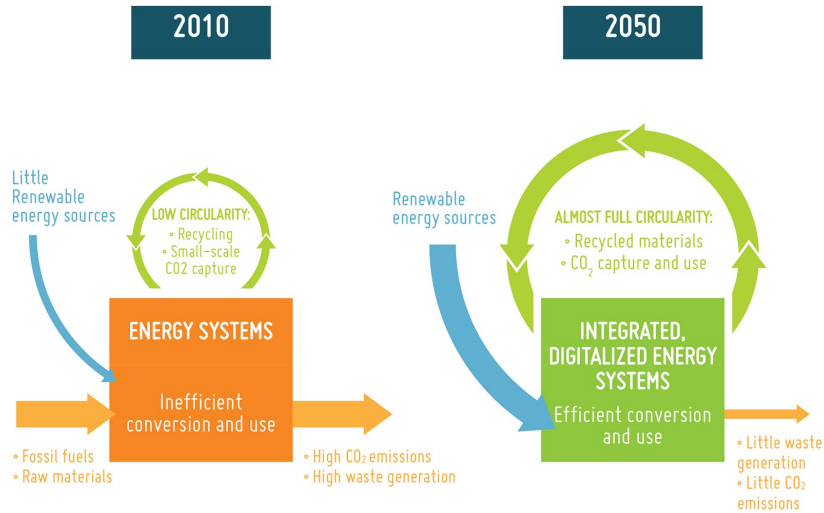 2010
Little
Renewable
energy sources
LOW CIRCULARITY:
◦ Recycling
◦ Small-scale
CO2 capture
ENERGY SYSTEMS
Inefficient
conversion and use
◦ Fossil fuels
◦ Raw materials
◦ High CO₂ emissions
◦ High waste generation
2050
Renewable
energy sources
ALMOST FULL CIRCULARITY:
◦ Recycled materials
◦ CO₂ capture and use
INTEGRATED,
DIGITALIZED ENERGY
SYSTEMS
Efficient conversion
and use
◦ Little waste
generation
◦ Little CO₂
emissions